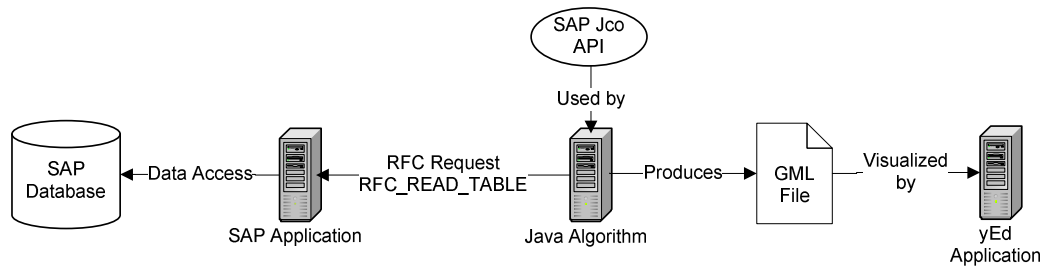 SAP Jco
API
Used by
SAP
Database
Data Access
SAP Application
RFC Request
RFC_READ_TABLE
Java Algorithm
Produces
GML
File
Visualized
by
yEd
Application